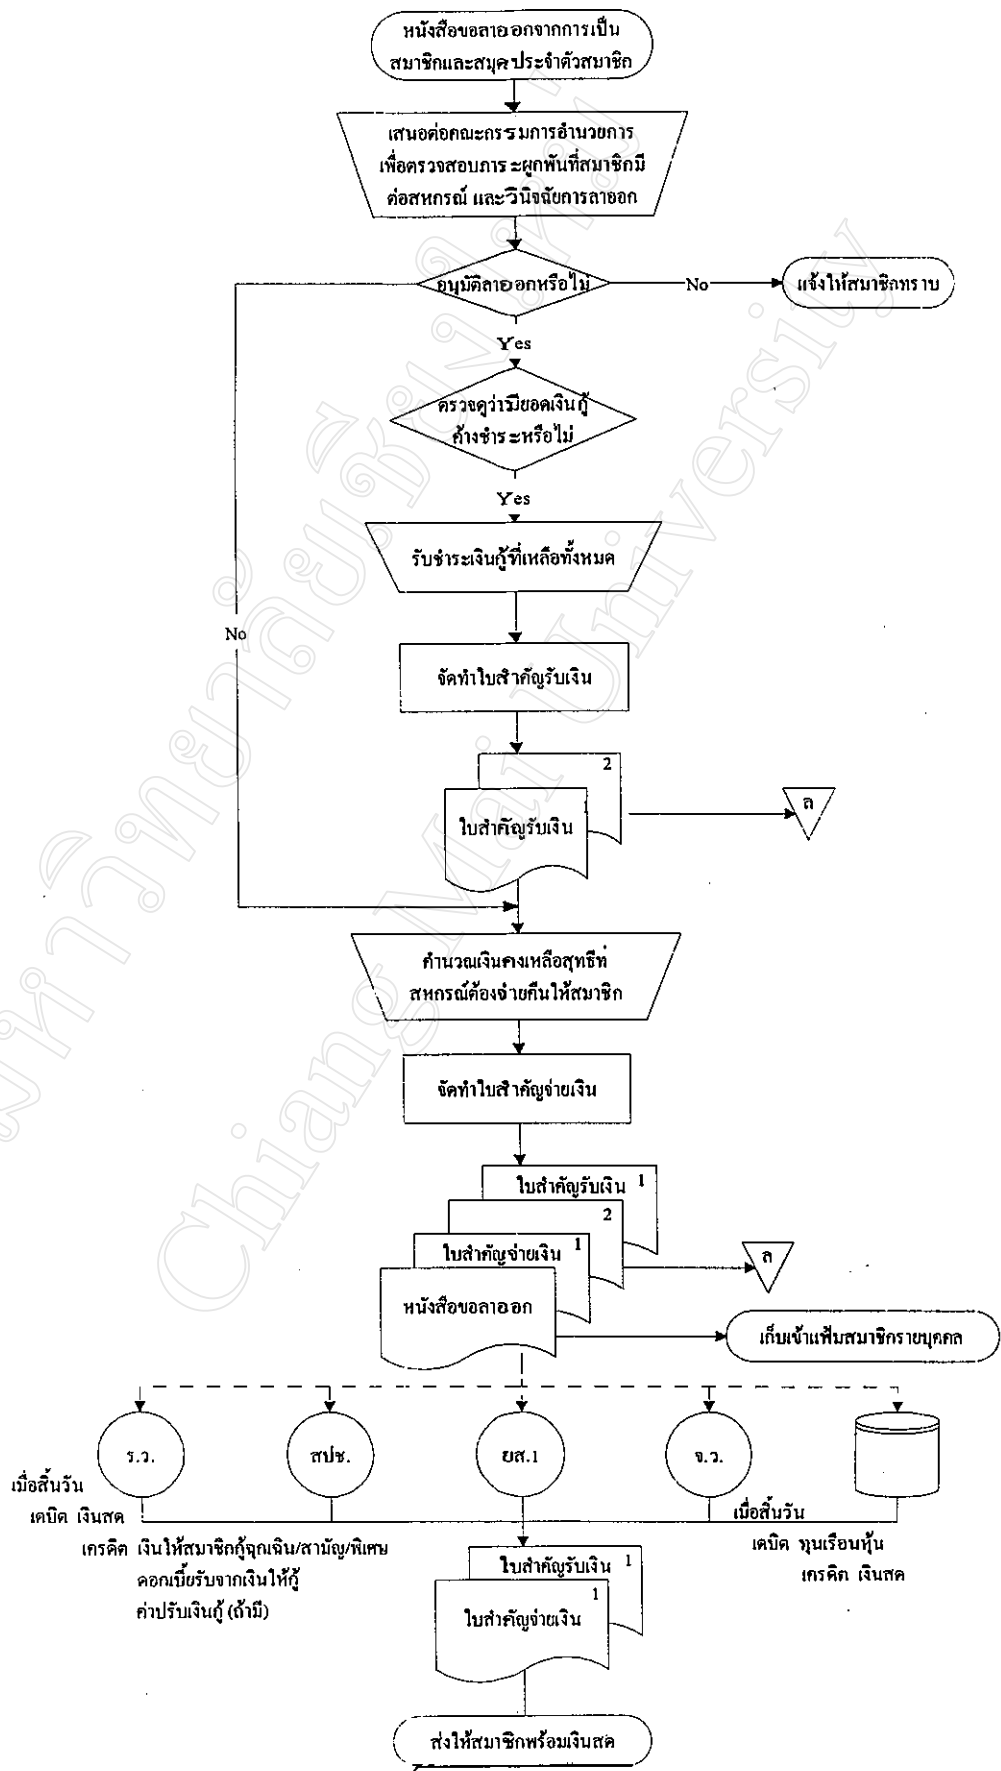 หนังสือขอลาออกจากการเป็น
สมาชิกและสมุดประจำตัวสมาชิก
เสนอต่อคณะกรรมการอำนวยการ
เพื่อตรวจสอบภาระผูกพันที่สมาชิกมี
ต่อสหกรณ์ และวินิจฉัยการลาออก
อนุมัติลาออกหรือไม่
No
แจ้งให้สมาชิกทราบ
Yes
ตรวจดูว่ามียอดเงินกู้
ค้างชำระหรือไม่
Yes
รับชำระเงินกู้ที่เหลือทั้งหมด
No
จัดทำใบสำคัญรับเงิน
2
1
ใบสำคัญรับเงิน
ล
คำนวณเงินคงเหลือสุทธิที่
สหกรณ์ต้องจ่ายคืนให้สมาชิก
จัดทำใบสำคัญจ่ายเงิน
ใบสำคัญรับเงิน 1
2
ใบสำคัญจ่ายเงิน 1
ล
หนังสือขอลาออก
เก็บเข้าแฟ้มสมาชิกรายบุคคล
ร.ว.
สปช.
ยส.1
จ.ว.
เมื่อสิ้นวัน
เดบิต เงินสด
เครดิต เงินให้สมาชิกกู้ฉุกเฉิน/สามัญ/พิเศษ
ดอกเบี้ยรับจากเงินให้กู้
ค่าปรับเงินกู้ (ถ้ามี)
เมื่อสิ้นวัน
เดบิต ทุนเรือนหุ้น
เครดิต เงินสด
ใบสำคัญรับเงิน 1
1
ใบสำคัญจ่ายเงิน
ส่งให้สมาชิกพร้อมเงินสด
มหาวิทยาลัยเชียงใหม่
Chiang Mai University